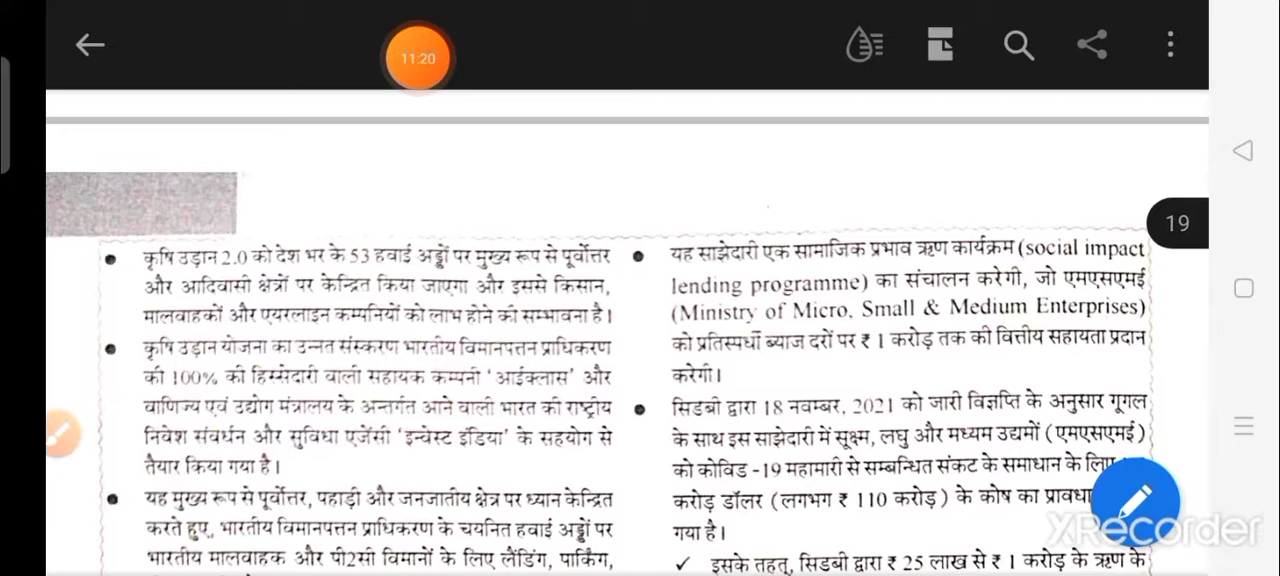 11:20
19
कृषि उड़ान 2.0 को देश भर के 53 हवाई अड्डों पर मुख्य रूप से पूर्वोत्तर
और आदिवासी क्षेत्रों पर केन्द्रित किया जाएगा और इससे किसान,
मालवाहकों और एयरलाइन कम्पनियों को लाभ होने की सम्भावना है।
कृषि उड़ान योजना का उन्नत संस्करण भारतीय विमानपत्तन प्राधिकरण
की 100% की हिस्सेदारी वाली सहायक कम्पनी 'आईक्लास' और
वाणिज्य एवं उद्योग मंत्रालय के अन्तर्गत आने वाली भारत की राष्ट्रीय
निवेश संवर्धन और सुविधा एजेंसी 'इन्वेस्ट इंडिया' के सहयोग से
तैयार किया गया है।
यह मुख्य रूप से पूर्वोत्तर, पहाड़ी और जनजातीय क्षेत्र पर ध्यान केन्द्रित
करते हुए, भारतीय विमानपत्तन प्राधिकरण के चयनित हवाई अड्डों पर
भारतीय मालवाहक और पी2सी विमानों के लिए लैंडिंग, पार्किंग,
यह साझेदारी एक सामाजिक प्रभाव ऋण कार्यक्रम (social impact
lending programme) का संचालन करेगी, जो एमएसएमई
(Ministry of Micro, Small & Medium Enterprises)
को प्रतिस्पर्धी ब्याज दरों पर ₹ 1 करोड़ तक की वित्तीय सहायता प्रदान
करेगी।
सिडबी द्वारा 18 नवम्बर, 2021 को जारी विज्ञप्ति के अनुसार गूगल
के साथ इस साझेदारी में सूक्ष्म, लघु और मध्यम उद्यमों (एमएसएमई)
को कोविड -19 महामारी से सम्बन्धित संकट के समाधान के लिए
करोड़ डॉलर (लगभग ₹ 110 करोड़) के कोष का
गया है।
✓ इसके तहत्, सिडबी द्वारा ₹ 25 लाख से ₹ 1 करोड़ के ऋण के
XRecorder